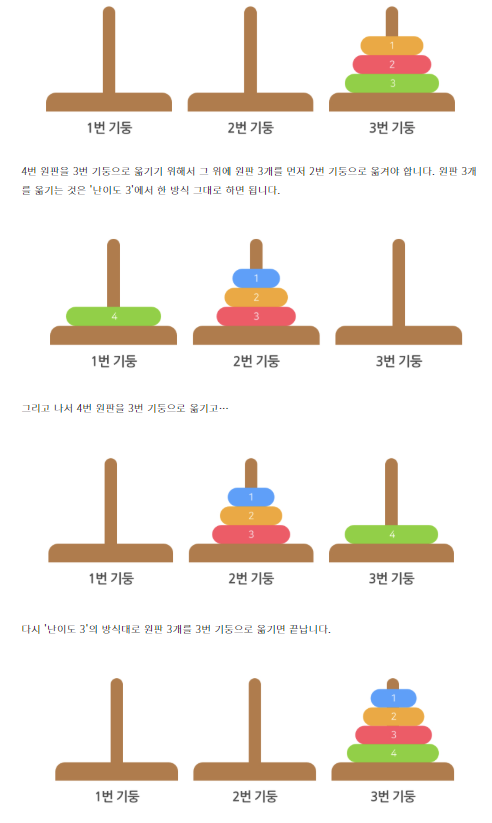 1
2
3
1번 기둥 2번 기둥 3번 기둥
4번 원판을 3번 기둥으로 옮기기 위해서 그 위에 원판 3개를 먼저 2번 기둥으로 옮겨야 합니다. 원판 3개
를 옮기는 것은 '난이도 3'에서 한 방식 그대로 하면 됩니다.
1
2
4 3
1번 기둥 2번 기둥 3번 기둥
그리고 나서 4번 원판을 3번 기둥으로 옮기고…
1
2
3 4
1번 기둥 2번 기둥 3번 기둥
다시 '난이도 3'의 방식대로 원판 3개를 3번 기둥으로 옮기면 끝납니다.
1
2
3
4
1번 기둥 2번 기둥 3번 기둥